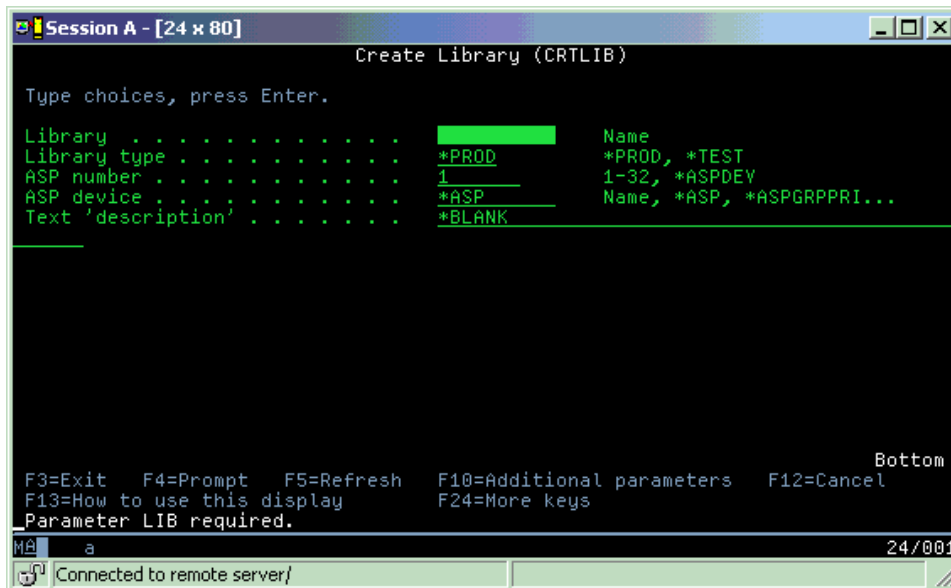 Session A - [24 x 80]
Create Library (CRTLIB)
Type choices, press Enter.
Library . . . . . . . . . . . Name
Library type . . . . . . . . . . *PROD *PROD, *TEST
ASP number . . . . . . . . . . . 1 1-32, *ASPDEV
ASP device . . . . . . . . . . . *ASP Name, *ASP, *ASPGRPPRI...
Text 'description' . . . . . . . *BLANK
Bottom
F3=Exit F4=Prompt F5=Refresh F10=Additional parameters F12=Cancel
F13=How to use this display F24=More keys
Parameter LIB required.
MA a 24/001
Connected to remote server/